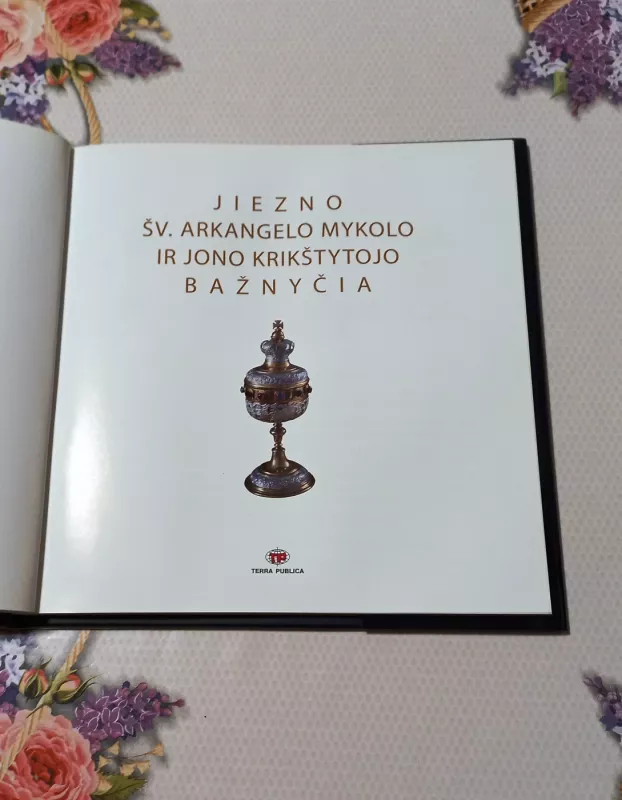 JIEZNO
ŠV. ARKANGELO MYKOLO
IR JONO KRIKŠTYTOJO
BAŽNYČIA
TERRA PUBLICA